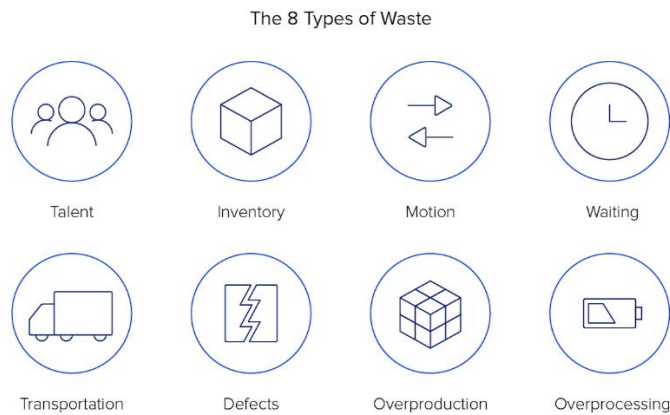 The 8 Types of Waste
Talent Inventory Motion Waiting
Transportation Defects Overproduction Overprocessing